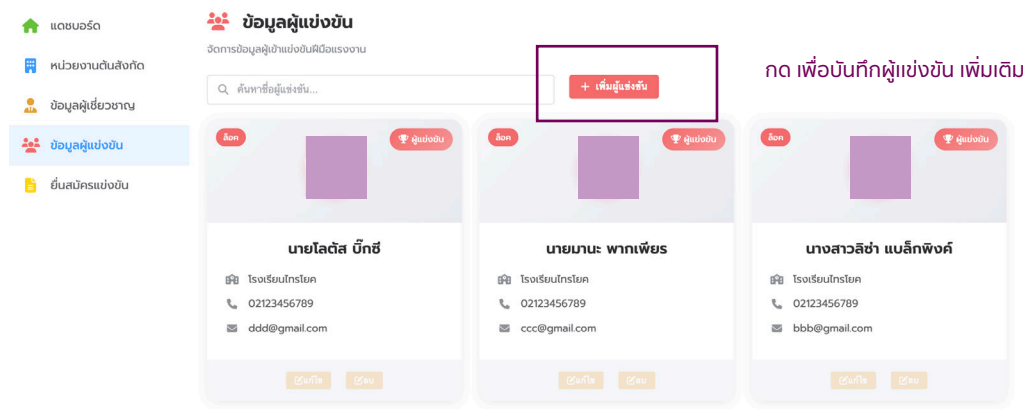 แดชบอร์ด
หน่วยงานต้นสังกัด
ข้อมูลผู้เชี่ยวชาญ
ข้อมูลผู้แข่งขัน
ยื่นสมัครแข่งขัน
ข้อมูลผู้แข่งขัน
จัดการข้อมูลผู้เข้าแข่งขันฝีมือแรงงาน
ค้นหาชื่อผู้แข่งขัน...
+ เพิ่มผู้แข่งขัน
กด เพื่อบันทึกผู้แข่งขัน เพิ่มเติม
ล็อค ผู้แข่งขัน
นายโลตัส บิ๊กซี
โรงเรียนไทรโยค
02123456789
ddd@gmail.com
แก้ไข ลบ
ล็อค ผู้แข่งขัน
นายมานะ พากเพียร
โรงเรียนไทรโยค
02123456789
ccc@gmail.com
แก้ไข ลบ
ล็อค ผู้แข่งขัน
นางสาวลิซ่า แบล็กพิงค์
โรงเรียนไทรโยค
02123456789
bbb@gmail.com
แก้ไข ลบ